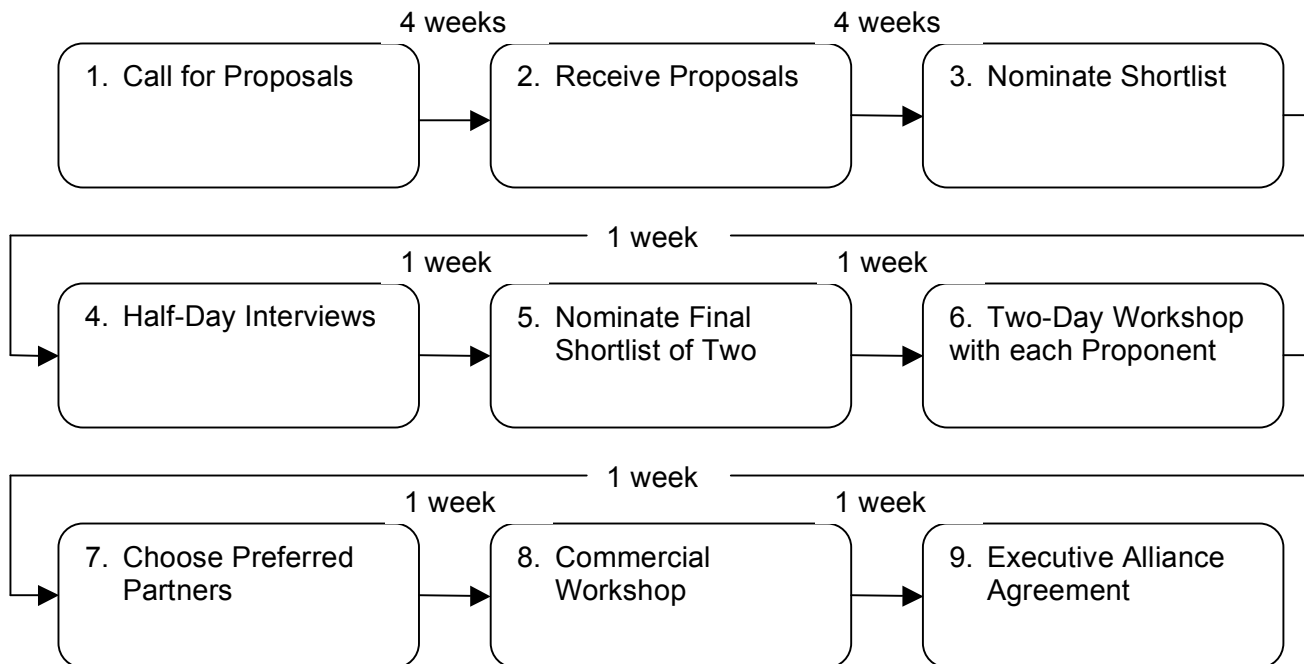 4 weeks 4 weeks
1. Call for Proposals
2. Receive Proposals
3. Nominate Shortlist
1 week
1 week 1 week
4. Half-Day Interviews
5. Nominate Final
Shortlist of Two
6. Two-Day Workshop
with each Proponent
1 week
1 week 1 week
7. Choose Preferred
Partners
8. Commercial
Workshop
9. Executive Alliance
Agreement